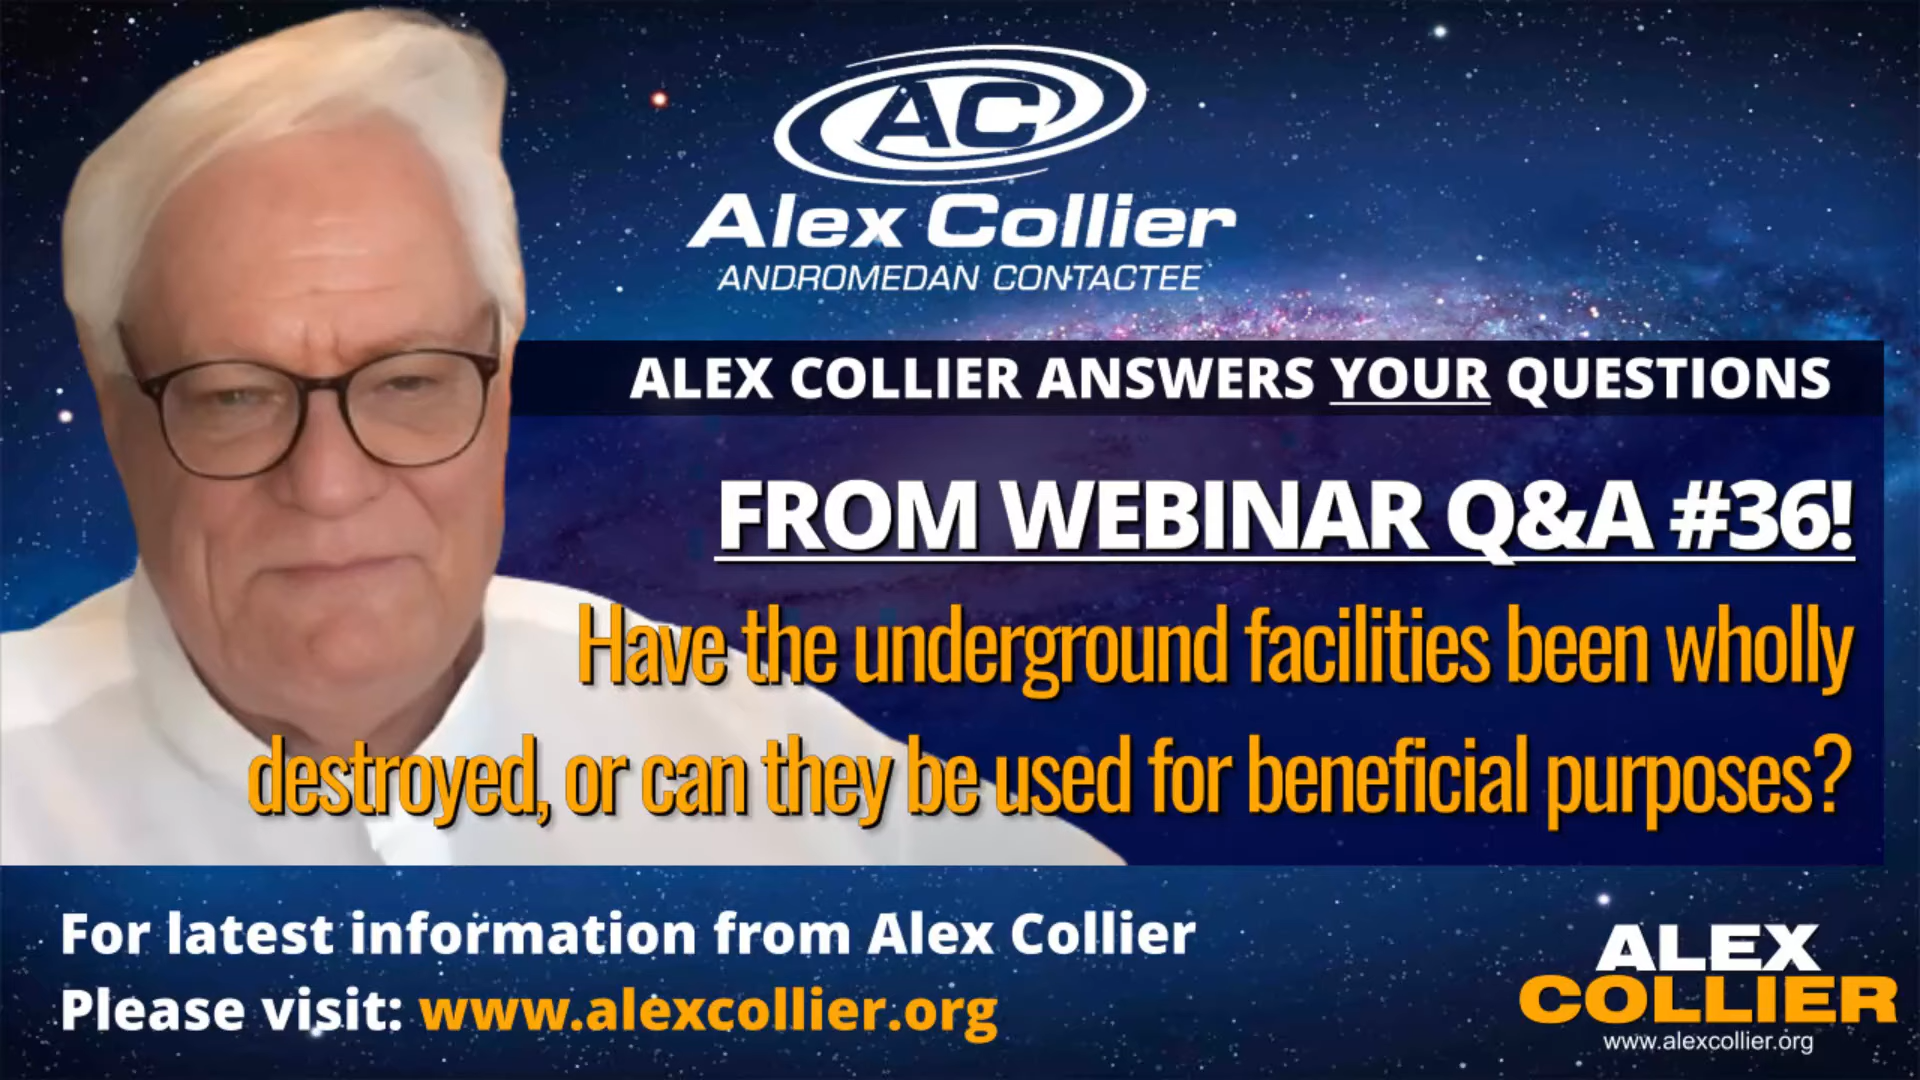 AC
Alex Collier
ANDROMEDAN CONTACTEE
ALEX COLLIER ANSWERS YOUR QUESTIONS
FROM WEBINAR Q&A #36!
Have the underground facilities been wholly
destroyed, or can they be used for beneficial purposes?
For latest information from Alex Collier
Please visit: www.alexcollier.org
ALEX
COLLIER
www.alexcollier.org